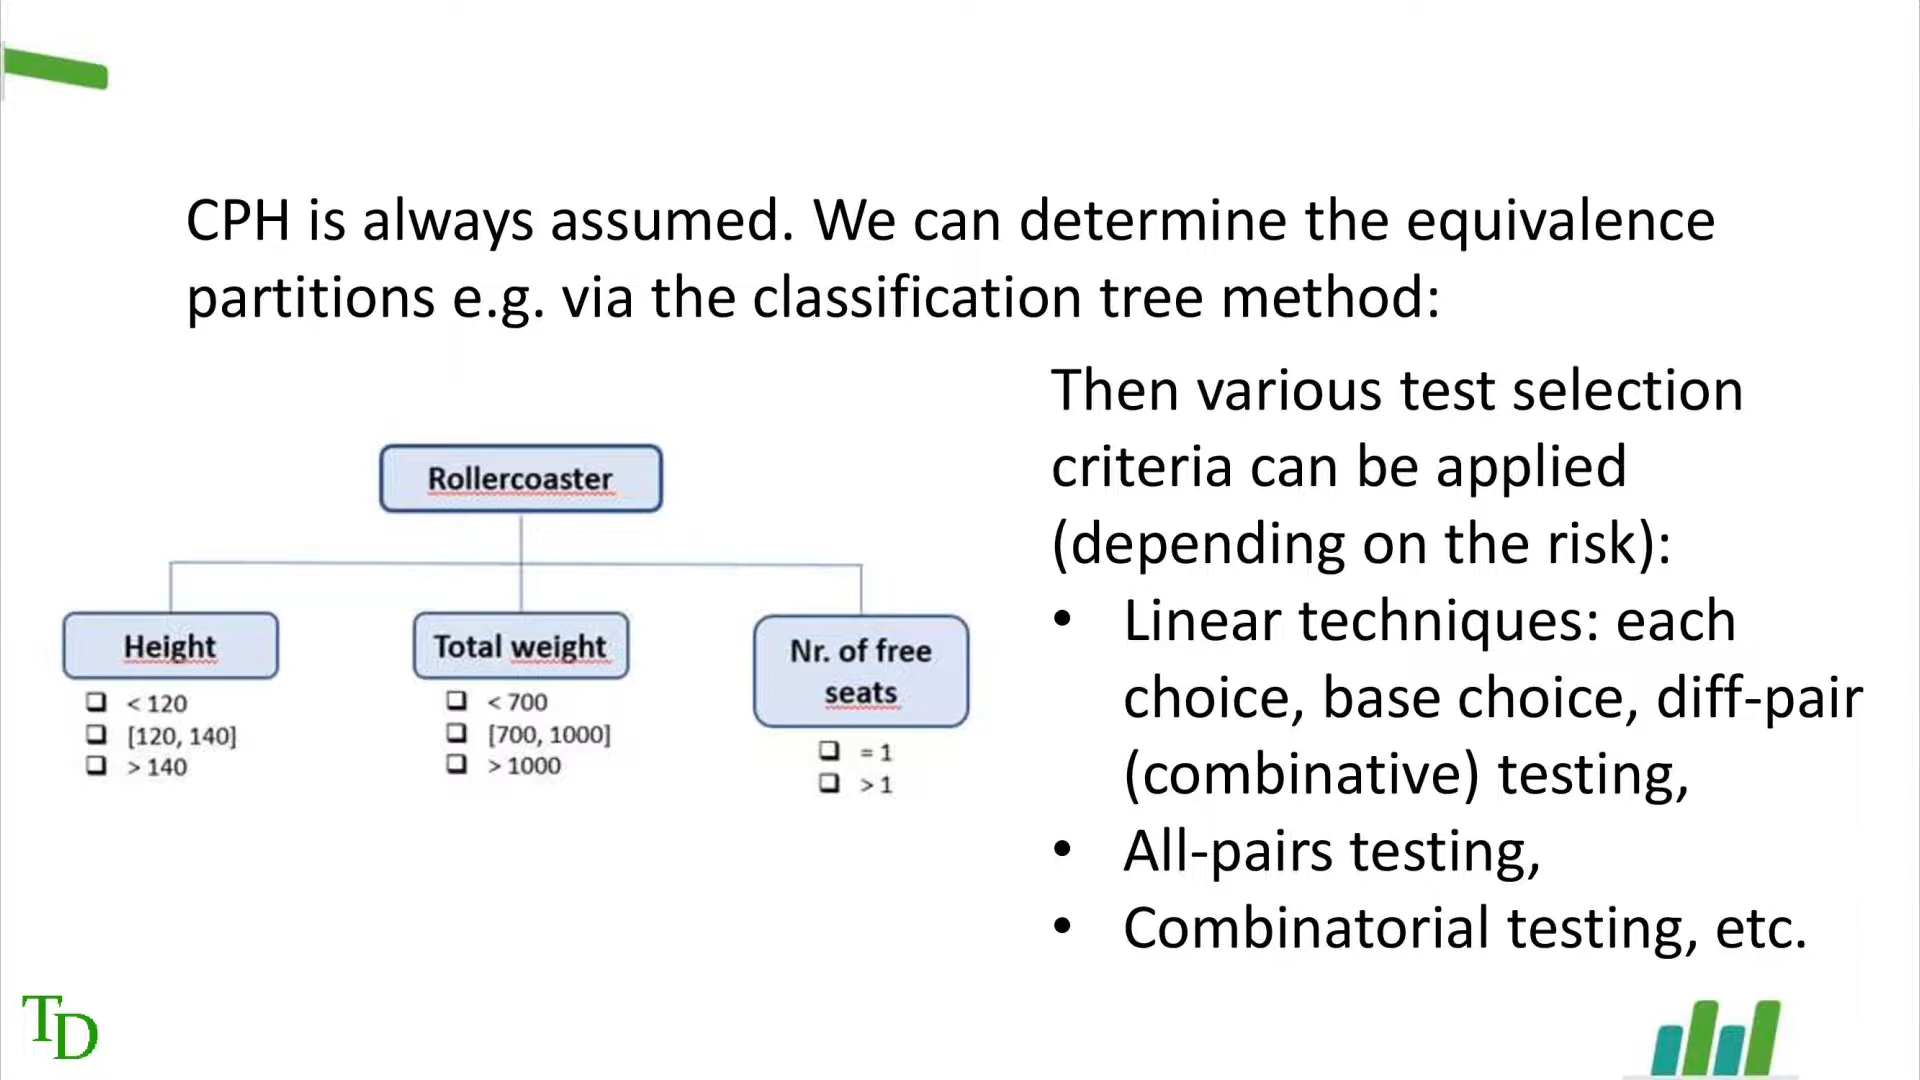 CPH is always assumed. We can determine the equivalence
partitions e.g. via the classification tree method:
Then various test selection
criteria can be applied
(depending on the risk):
• Linear techniques: each
choice, base choice, diff-pair
(combinative) testing,
• All-pairs testing,
• Combinatorial testing, etc.
Rollercoaster
Height
< 120
[120, 140]
> 140
Total weight
< 700
[700, 1000]
> 1000
Nr. of free
seats
= 1
> 1
TD